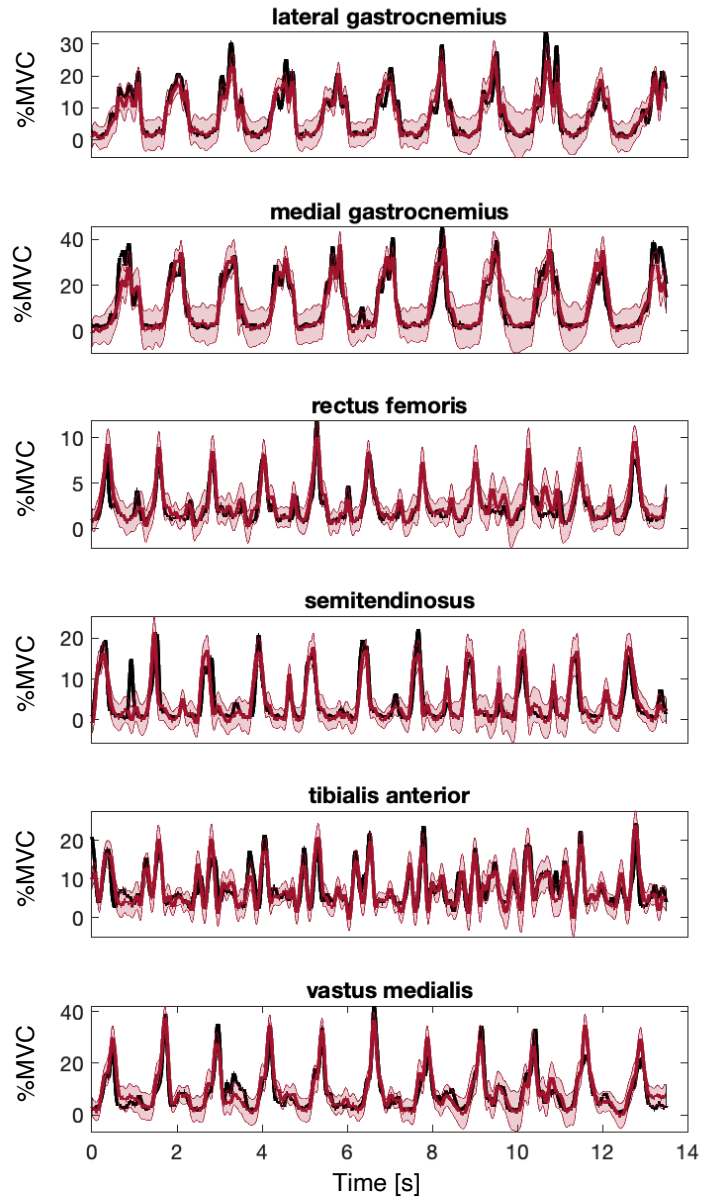 lateral gastrocnemius
30
20
10
0
%MVC
medial gastrocnemius
40
20
0
%MVC
rectus femoris
10
5
0
%MVC
semitendinosus
20
10
0
%MVC
tibialis anterior
20
10
0
%MVC
vastus medialis
40
20
0
%MVC
0 2 4 6 8 10 12 14
Time [s]